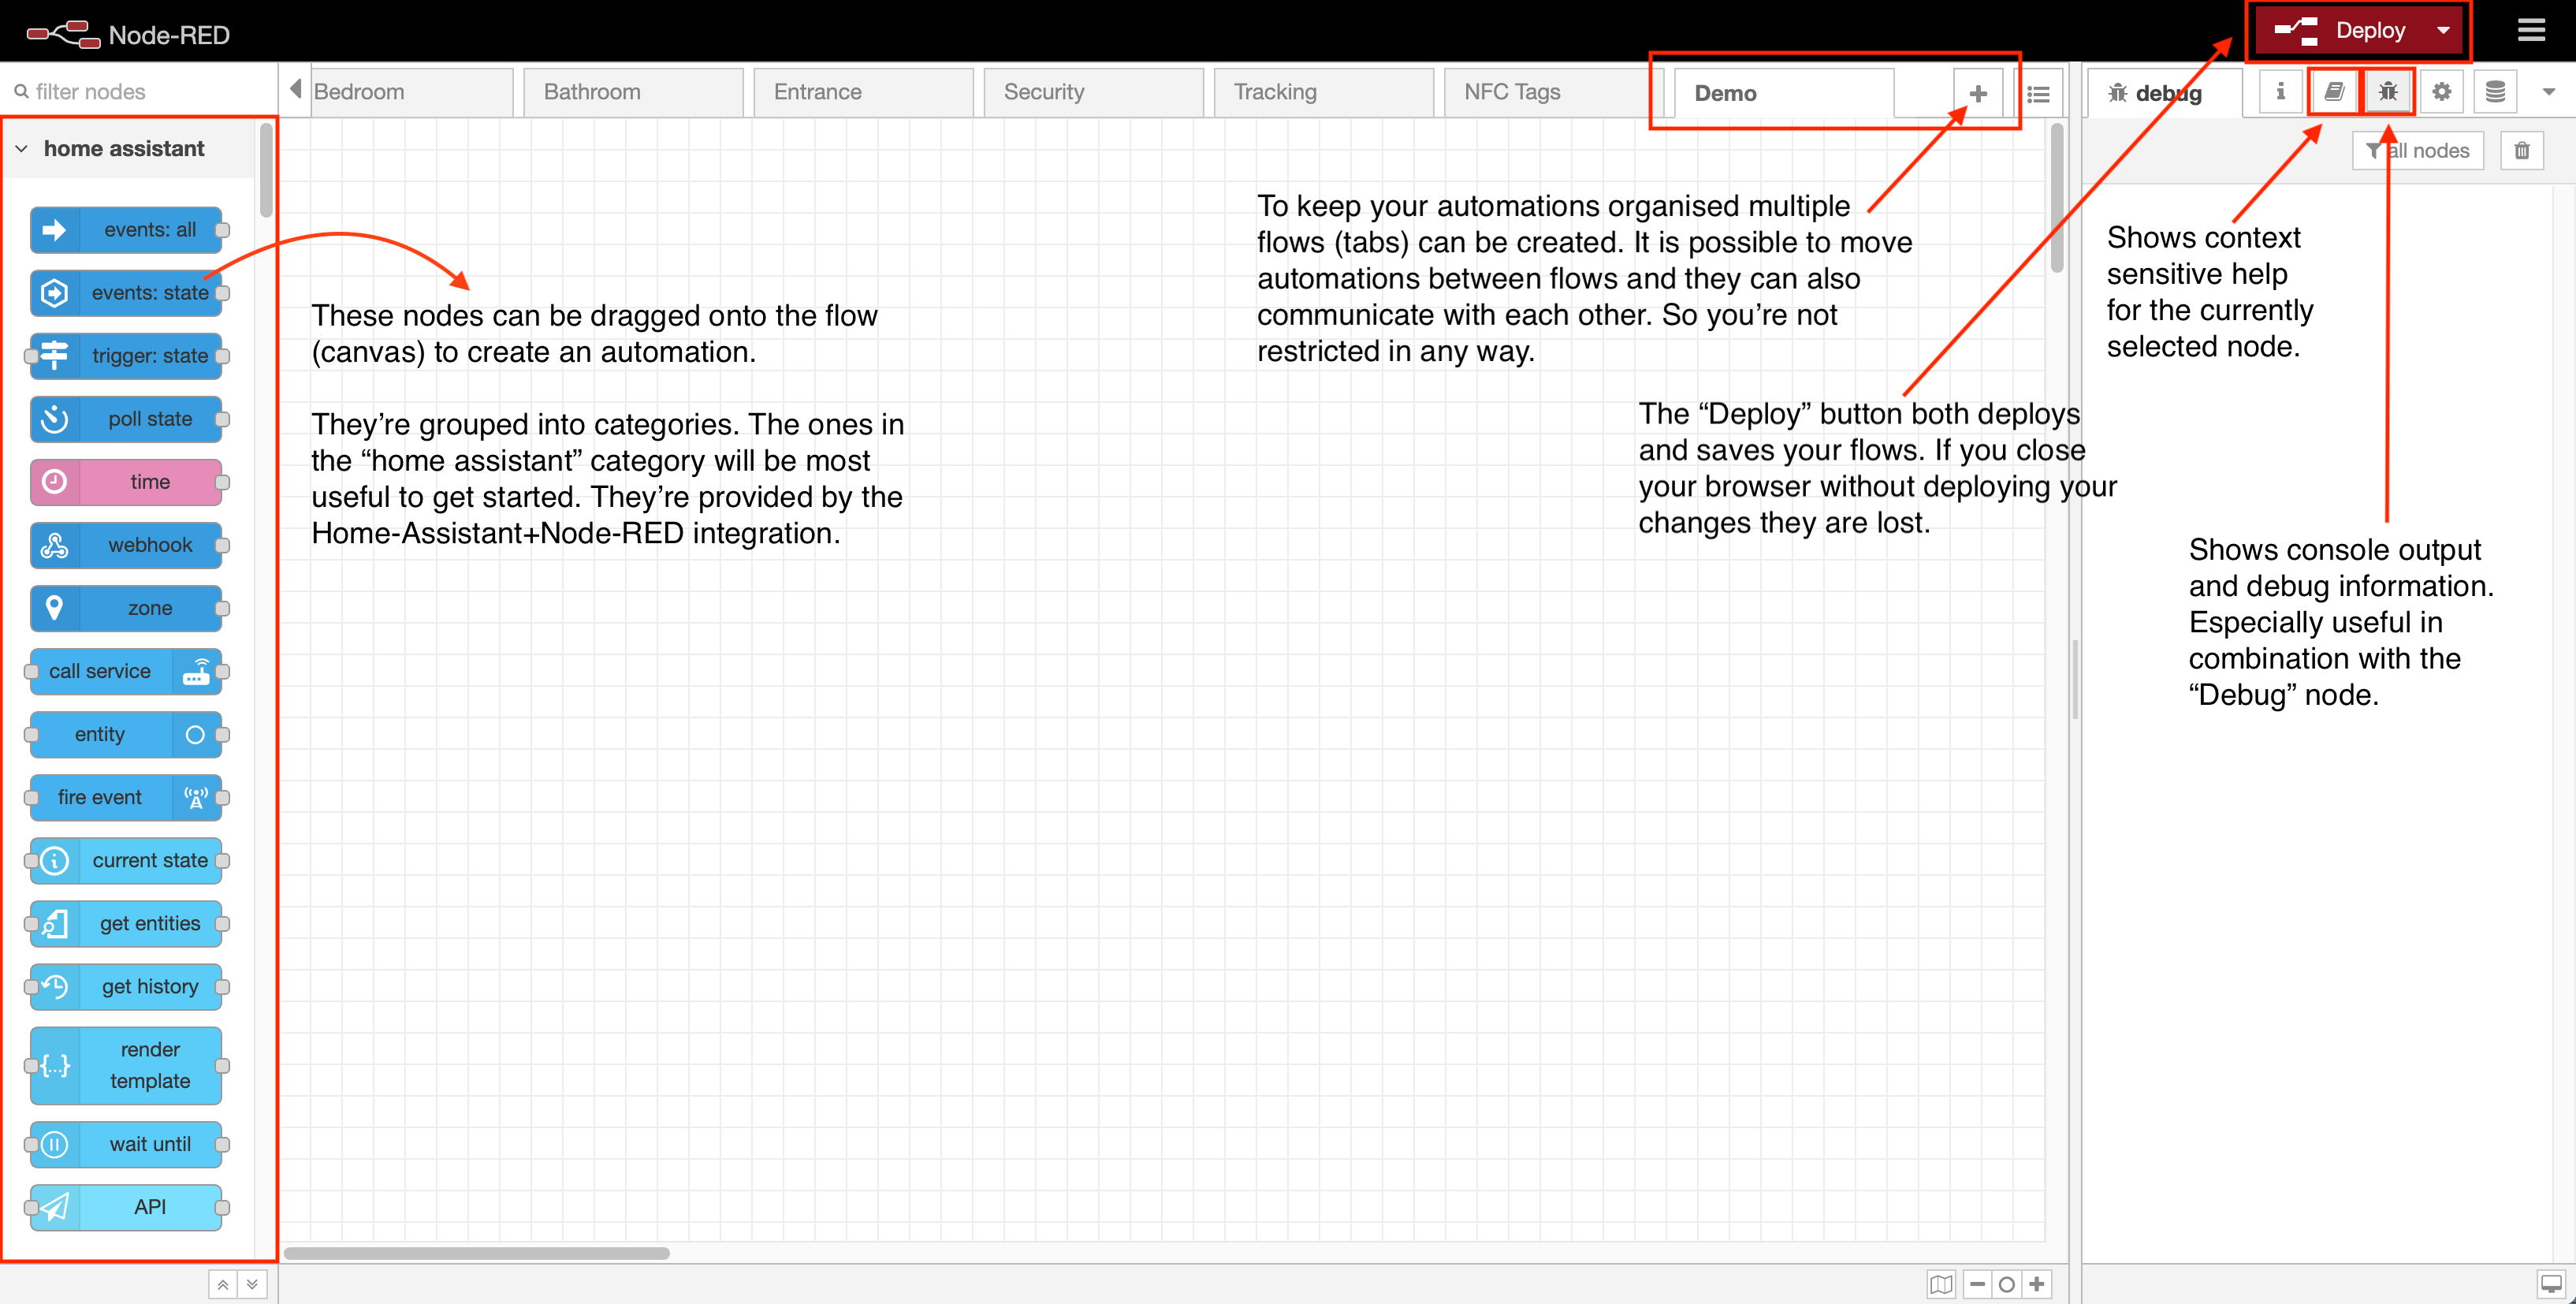 Node-RED
Deploy
filter nodes
Bedroom
Bathroom
Entrance
Security
Tracking
NFC Tags
Demo
debug
all nodes
home assistant
events: all
events: state
trigger: state
poll state
time
webhook
zone
call service
entity
fire event
current state
get entities
get history
render
template
wait until
API
These nodes can be dragged onto the flow
(canvas) to create an automation.
They’re grouped into categories. The ones in
the “home assistant” category will be most
useful to get started. They’re provided by the
Home-Assistant+Node-RED integration.
To keep your automations organised multiple
flows (tabs) can be created. It is possible to move
automations between flows and they can also
communicate with each other. So you’re not
restricted in any way.
The “Deploy” button both deploys
and saves your flows. If you close
your browser without deploying your
changes they are lost.
Shows context
sensitive help
for the currently
selected node.
Shows console output
and debug information.
Especially useful in
combination with the
“Debug” node.